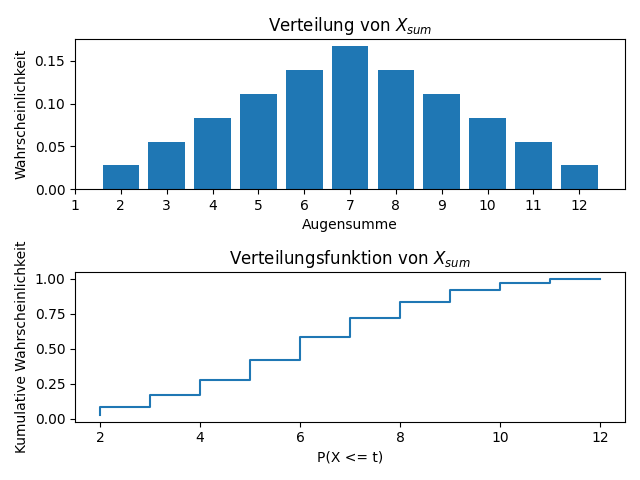 Verteilung von X_sum
Wahrscheinlichkeit
0.15
0.10
0.05
0.00
1 2 3 4 5 6 7 8 9 10 11 12
Augensumme
Verteilungsfunktion von X_sum
Kumulative Wahrscheinlichkeit
1.00
0.75
0.50
0.25
0.00
2 4 6 8 10 12
P(X <= t)